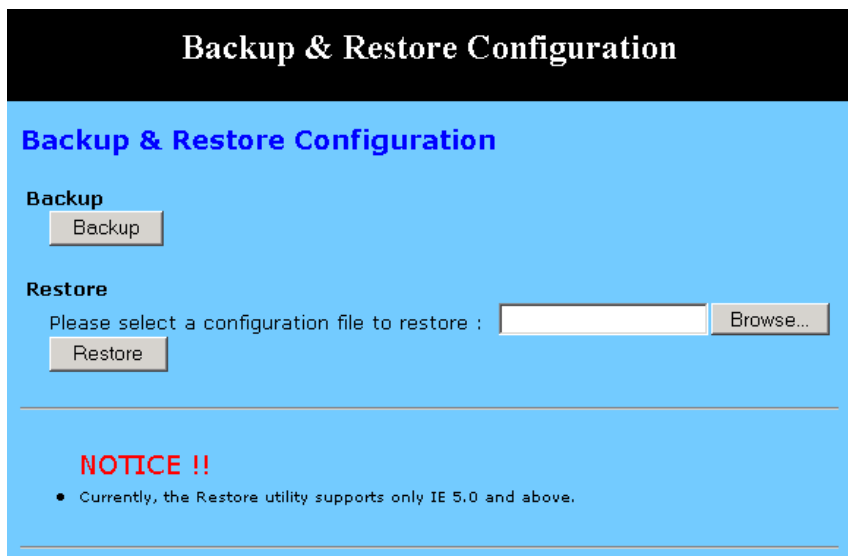 Backup & Restore Configuration
Backup & Restore Configuration
Backup
Backup
Restore
Please select a configuration file to restore : Browse...
Restore
NOTICE !!
• Currently, the Restore utility supports only IE 5.0 and above.